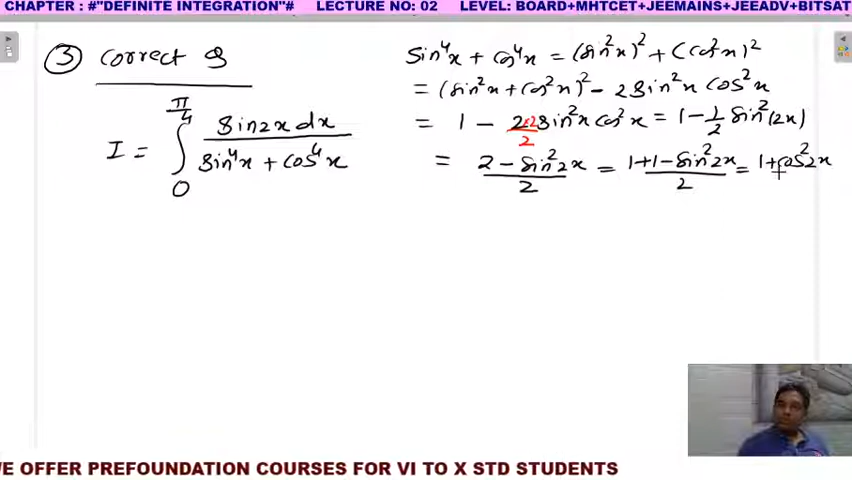 CHAPTER : #"DEFINITE INTEGRATION"# LECTURE NO: 02 LEVEL: BOARD+MHTCET+JEEMAINS+JEEADV+BITSAT
③ Correct Q
I = ∫₀^{π/4} sin2x dx / (sin⁴x + cos⁴x)
sin⁴x + cos⁴x = (sin²x)² + (cos²x)²
= (sin²x + cos²x)² - 2 sin²x cos²x
= 1 - (2×2/2) sin²x cos²x = 1 - 1/2 sin²(2x)
= (2 - sin²2x)/2 = (1+1-sin²2x)/2 = 1+cos²2x
WE OFFER PREFOUNDATION COURSES FOR VI TO X STD STUDENTS